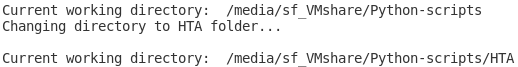 Current working directory:  /media/sf_VMshare/Python-scripts
Changing directory to HTA folder...
Current working directory:  /media/sf_VMshare/Python-scripts/HTA